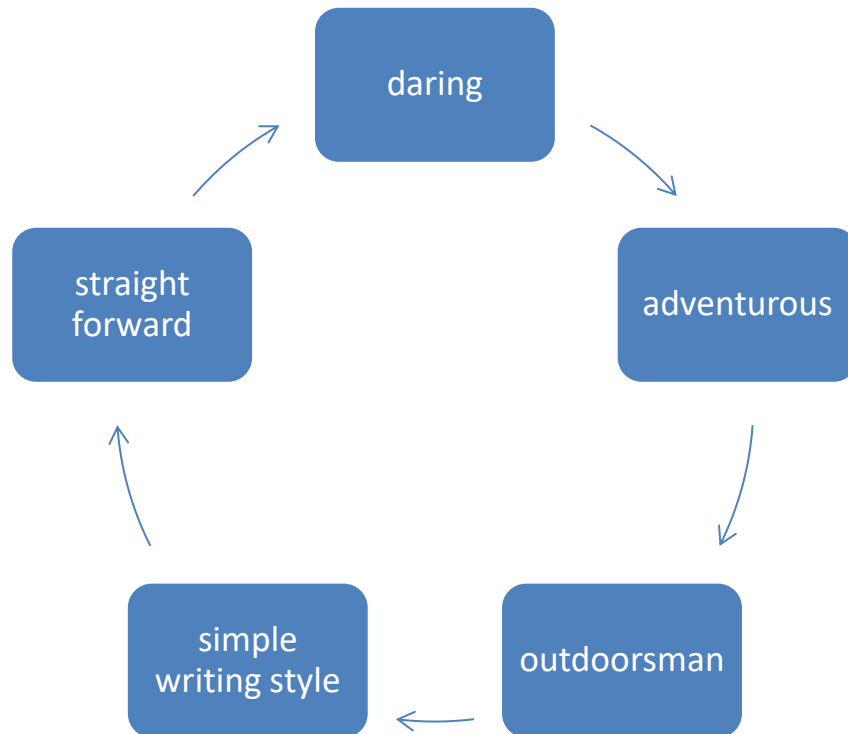 daring
adventurous
outdoorsman
simple
writing style
straight
forward